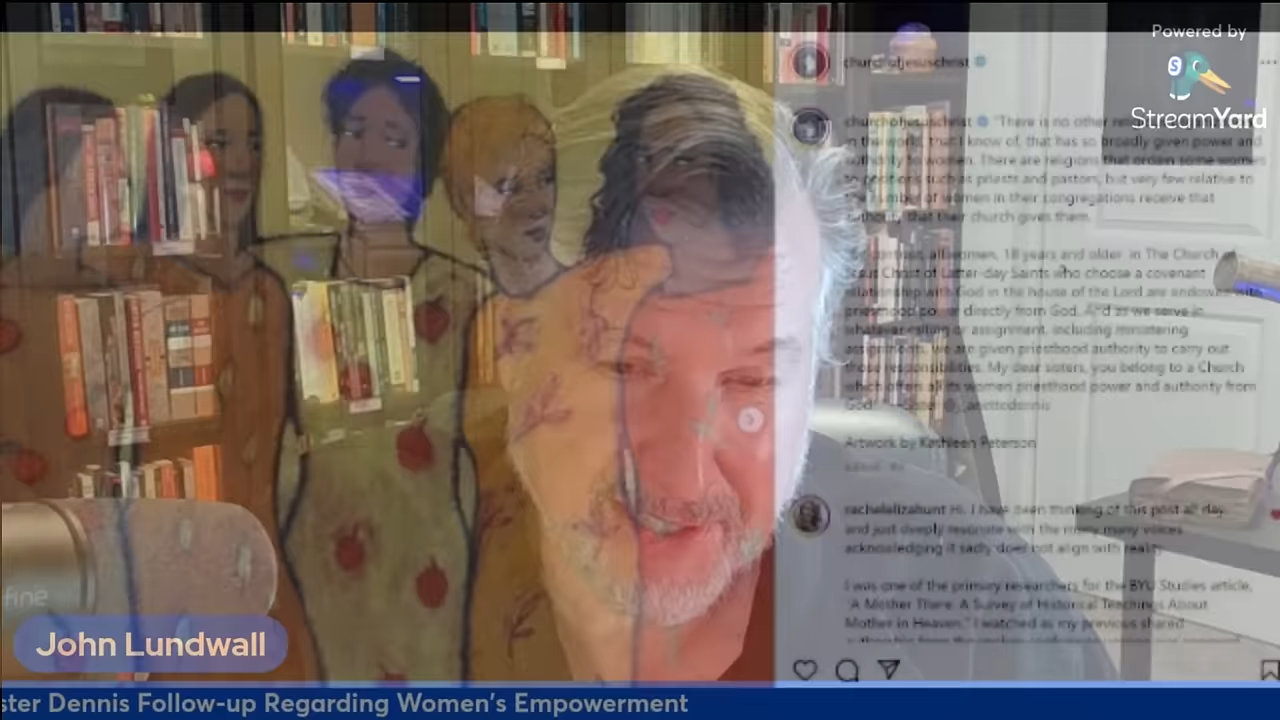 Powered by
StreamYard
churchofjesuschrist
churchofjesuschrist "There is no other
in the world, that I know of, that has so broadly given power and
authority to women. There are religions that ordain some women
to positions such as priests and pastors, but very few relative to
the number of women in their congregations receive that
authority that their church gives them.
all women, 18 years and older in The Church of
Jesus Christ of Latter-day Saints who choose a covenant
relationship with God in the house of the Lord are endowed with
priesthood power directly from God. And as we serve in
whatever calling or assignment, including ministering
assignments, we are given priesthood authority to carry out
those responsibilities. My dear sisters, you belong to a Church
which offers all its women priesthood power and authority from
God!"
Artwork by Kathleen Peterson
rachelelizahunt Hi. I have been thinking of this post all day
and just deeply resonate with the many many voices
acknowledging it sadly does not align with reality
I was one of the primary researchers for the BYU Studies article,
"A Mother There: A Survey of Historical Teachings About
Mother in Heaven." I watched as my previous shared
fine
John Lundwall
ster Dennis Follow-up Regarding Women's Empowerment